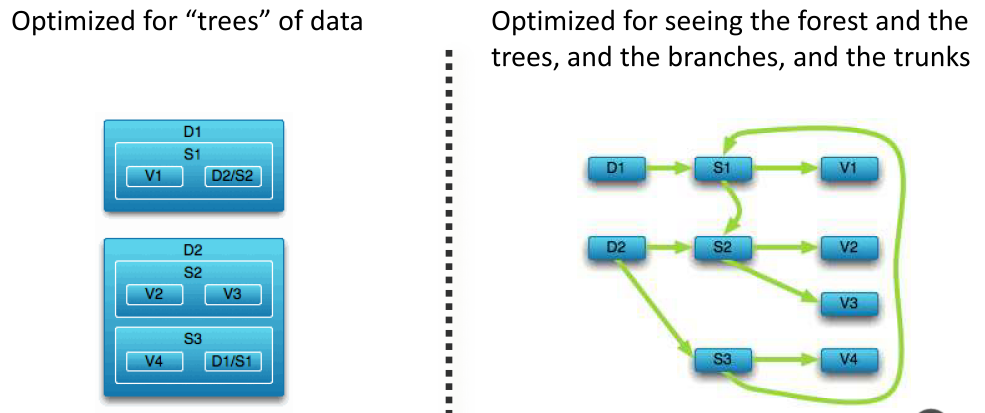 Optimized for “trees” of data
Optimized for seeing the forest and the
trees, and the branches, and the trunks
D1
S1
V1 D2/S2
D2
S2
V2 V3
S3
V4 D1/S1
D1 S1 V1
D2 S2 V2
V3
S3 V4